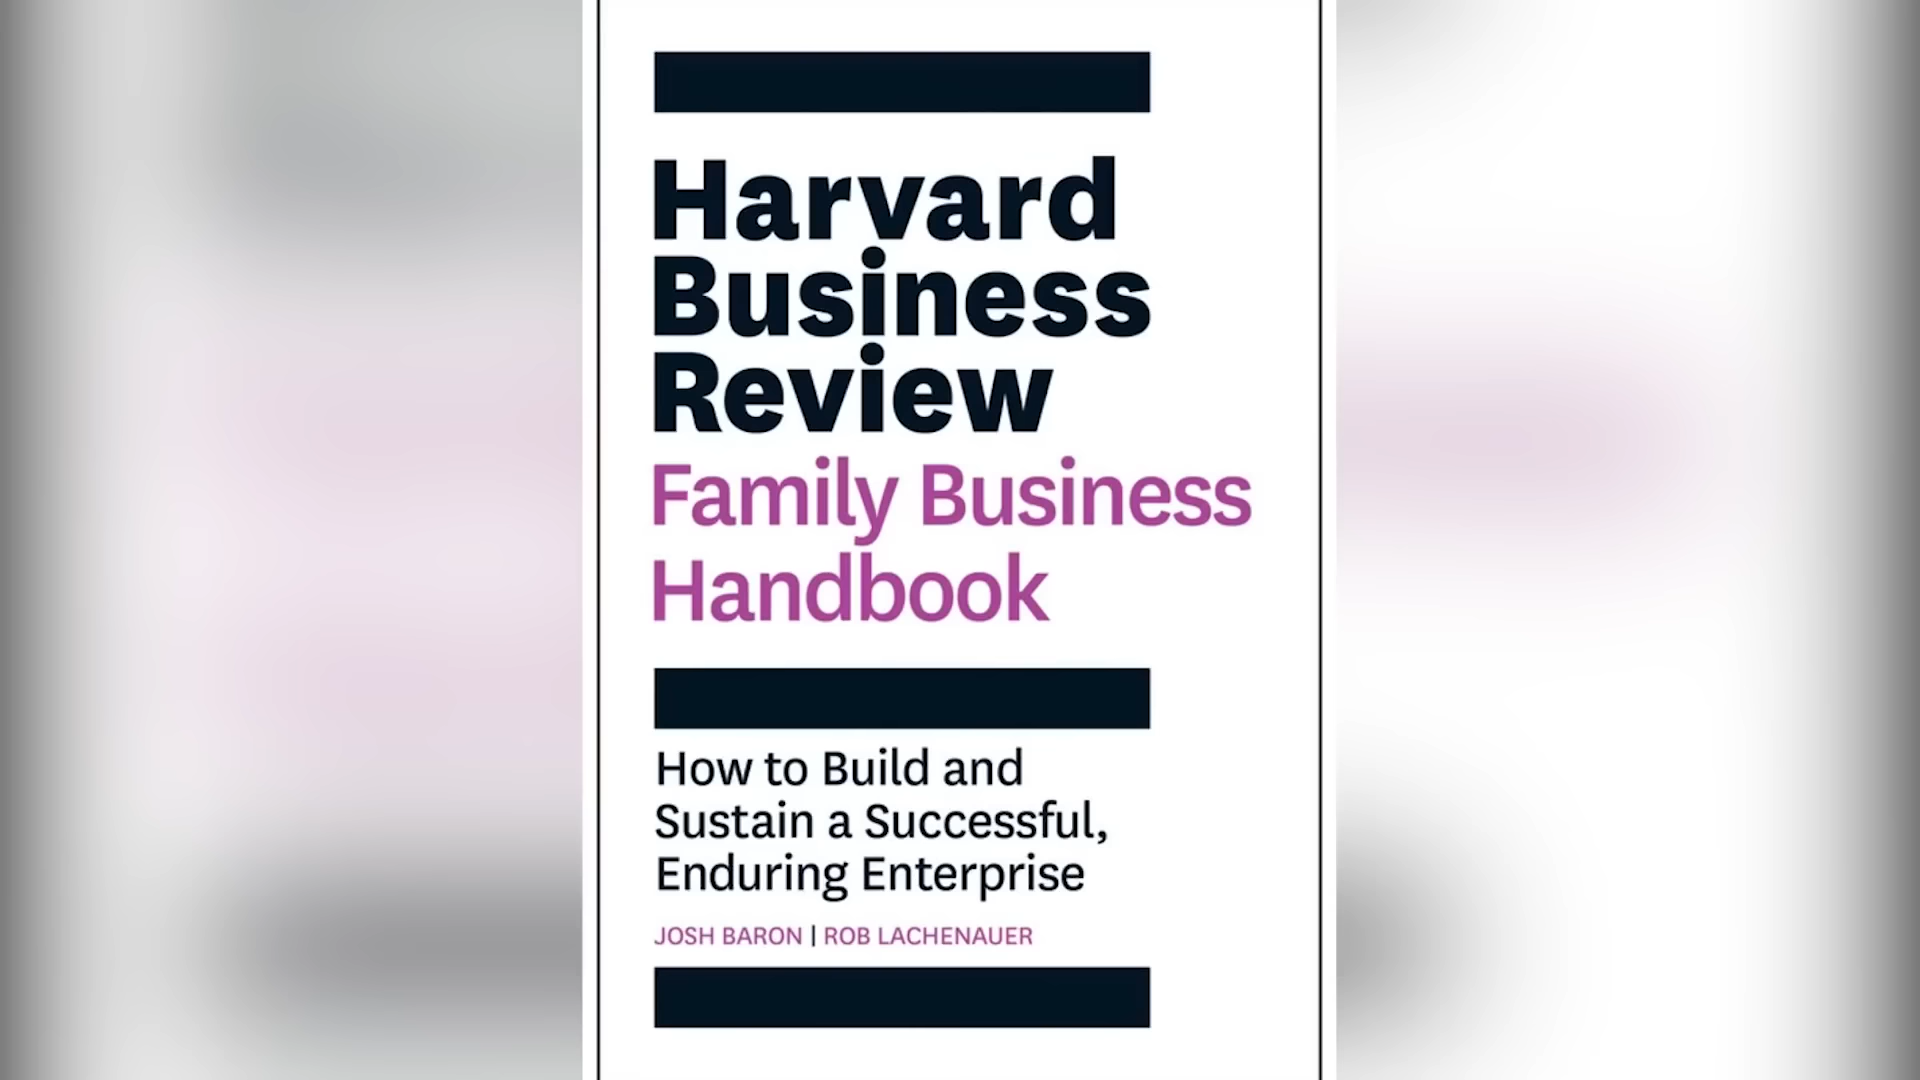 Harvard
Business
Review
Family Business
Handbook
How to Build and
Sustain a Successful,
Enduring Enterprise
JOSH BARON | ROB LACHENAUER